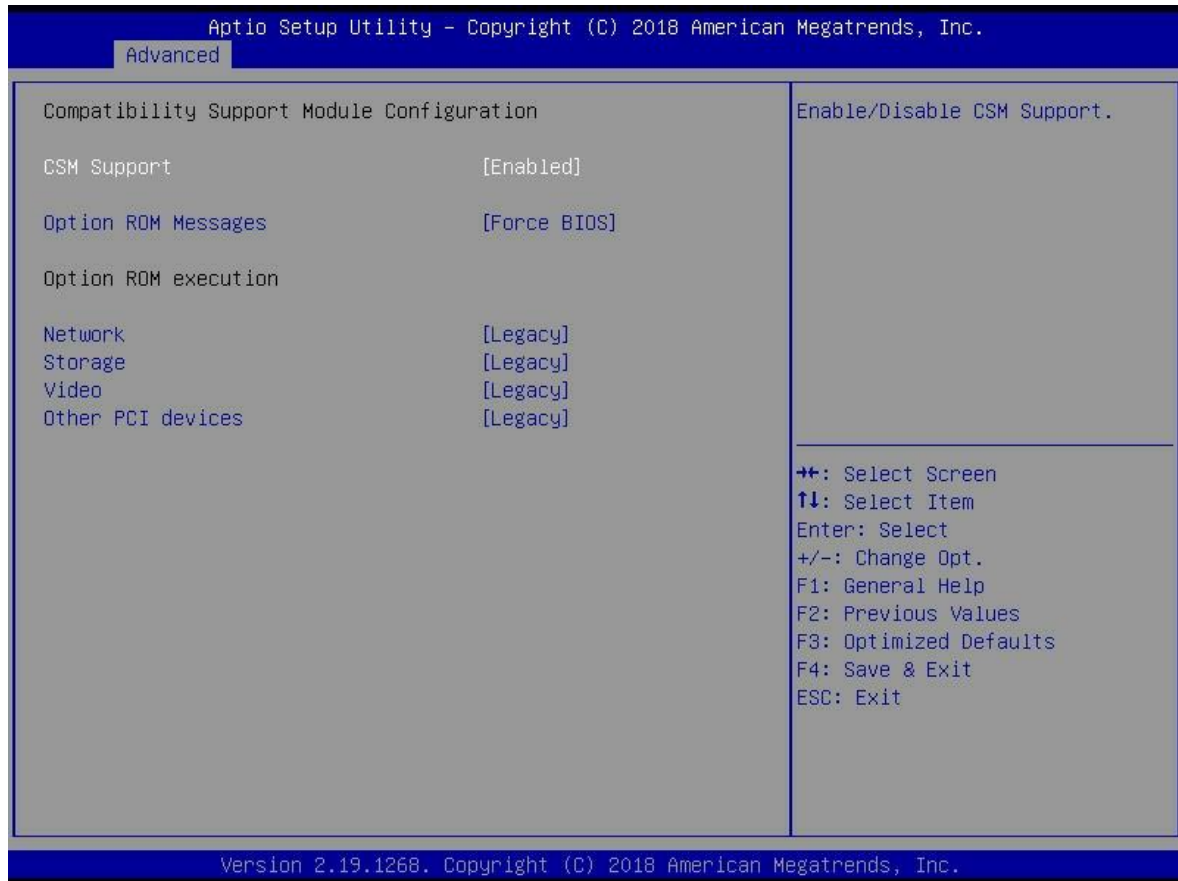 Aptio Setup Utility – Copyright (C) 2018 American Megatrends, Inc.
Advanced
Compatibility Support Module Configuration
CSM Support [Enabled]
Option ROM Messages [Force BIOS]
Option ROM execution
Network [Legacy]
Storage [Legacy]
Video [Legacy]
Other PCI devices [Legacy]
Enable/Disable CSM Support.
→←: Select Screen
↑↓: Select Item
Enter: Select
+/-: Change Opt.
F1: General Help
F2: Previous Values
F3: Optimized Defaults
F4: Save & Exit
ESC: Exit
Version 2.19.1268. Copyright (C) 2018 American Megatrends, Inc.